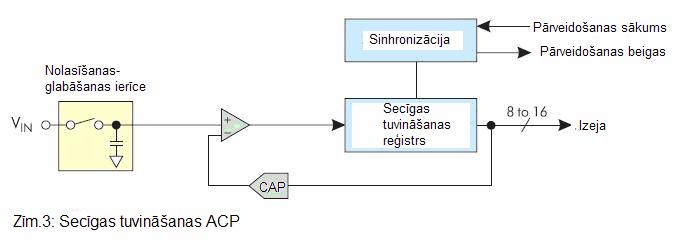 Pārveidošanas sākums
Sinhronizācija
Pārveidošanas beigas
Nolasīšanas-
glabāšanas ierīce
VIN
+
−
Secīgas
tuvināšanas
reģistrs
8 to 16
.Izeja
CAP
Zīm.3: Secīgas tuvināšanas ACP